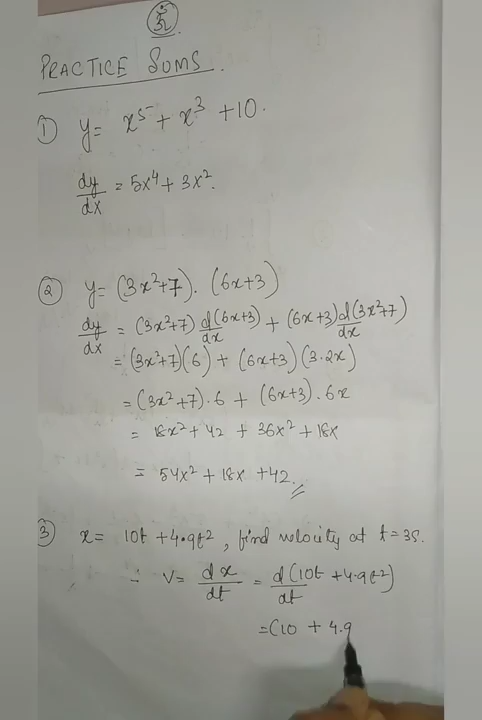 5/2
PRACTICE SUMS.
① y = x⁵ + x³ + 10.
dy/dx = 5x⁴ + 3x².
② y = (3x²+7). (6x+3)
dy/dx = (3x²+7) d(6x+3)/dx + (6x+3) d(3x²+7)/dx
= (3x²+7)(6) + (6x+3)(3·2x)
= (3x²+7)·6 + (6x+3)·6x
= 18x² + 42 + 36x² + 18x
= 54x² + 18x + 42.
③ x = 10t + 4.9t², find velocity at t=3s.
∴ V = dx/dt = d(10t + 4.9t²)/dt
=(10 + 4.9